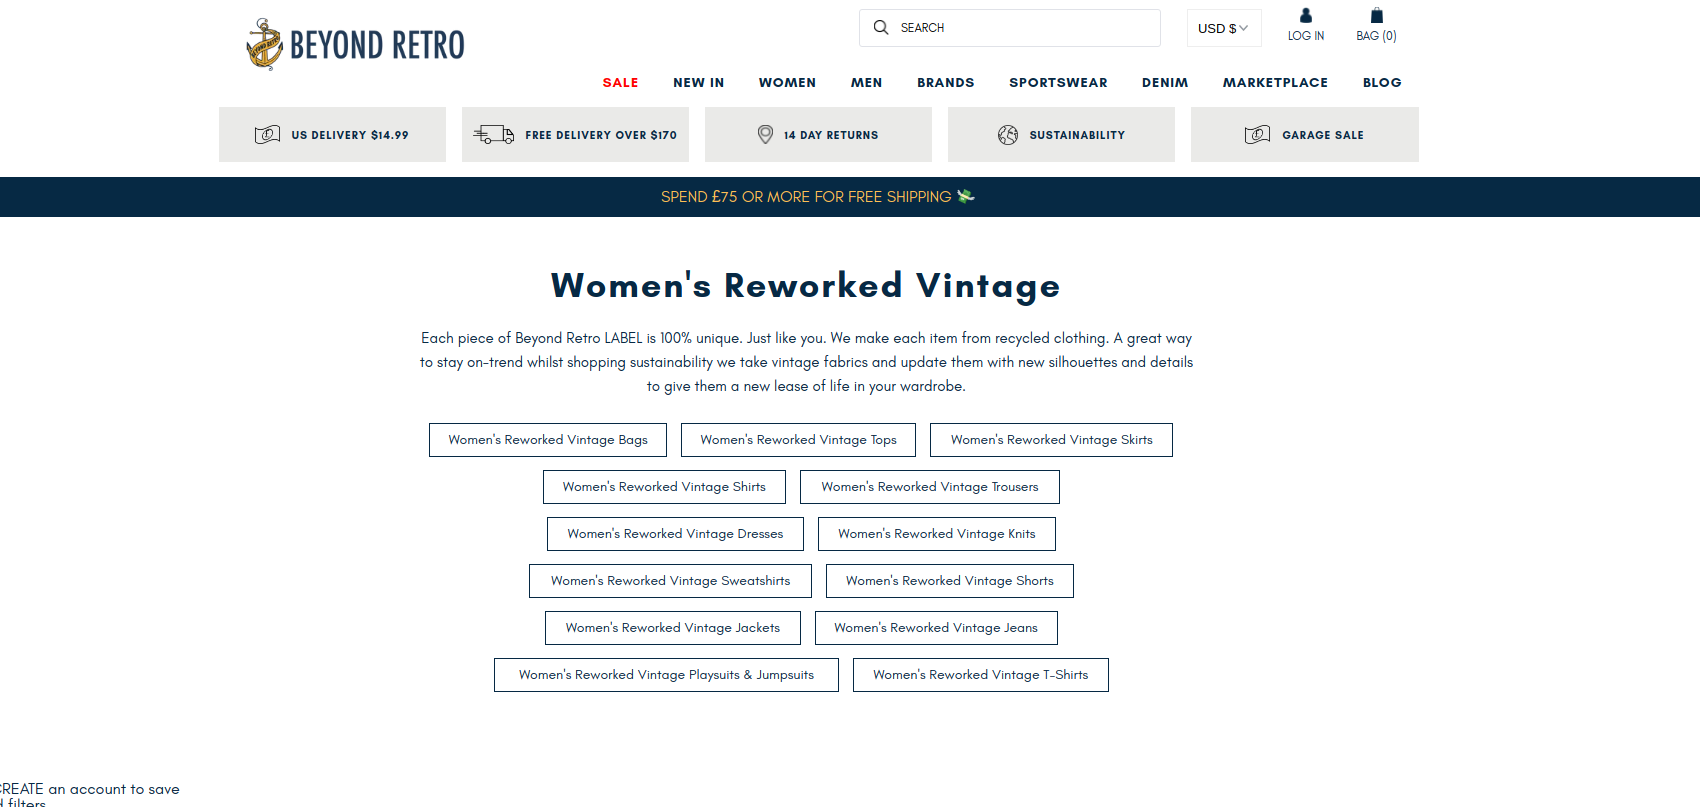 BEYOND RETRO
BEYOND RETRO
SEARCH
USD $
LOG IN
BAG (0)
SALE NEW IN WOMEN MEN BRANDS SPORTSWEAR DENIM MARKETPLACE BLOG
US DELIVERY $14.99
FREE DELIVERY OVER $170
14 DAY RETURNS
SUSTAINABILITY
GARAGE SALE
SPEND £75 OR MORE FOR FREE SHIPPING 💸
Women's Reworked Vintage
Each piece of Beyond Retro LABEL is 100% unique. Just like you. We make each item from recycled clothing. A great way
to stay on-trend whilst shopping sustainability we take vintage fabrics and update them with new silhouettes and details
to give them a new lease of life in your wardrobe.
Women's Reworked Vintage Bags
Women's Reworked Vintage Tops
Women's Reworked Vintage Skirts
Women's Reworked Vintage Shirts
Women's Reworked Vintage Trousers
Women's Reworked Vintage Dresses
Women's Reworked Vintage Knits
Women's Reworked Vintage Sweatshirts
Women's Reworked Vintage Shorts
Women's Reworked Vintage Jackets
Women's Reworked Vintage Jeans
Women's Reworked Vintage Playsuits & Jumpsuits
Women's Reworked Vintage T-Shirts
CREATE an account to save
filters